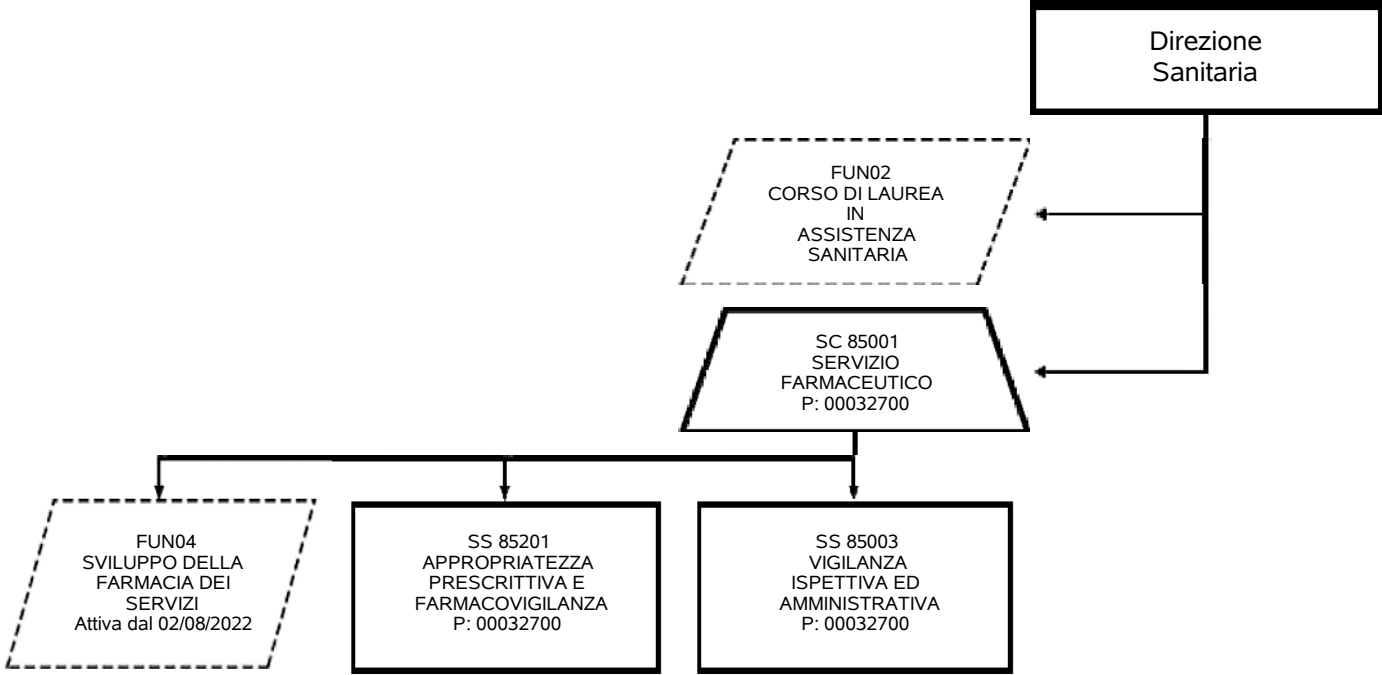 Direzione
Sanitaria
FUN02
CORSO DI LAUREA
IN
ASSISTENZA
SANITARIA
SC 85001
SERVIZIO
FARMACEUTICO
P: 00032700
FUN04
SVILUPPO DELLA
FARMACIA DEI
SERVIZI
Attiva dal 02/08/2022
SS 85201
APPROPRIATEZZA
PRESCRITTIVA E
FARMACOVIGILANZA
P: 00032700
SS 85003
VIGILANZA
ISPETTIVA ED
AMMINISTRATIVA
P: 00032700